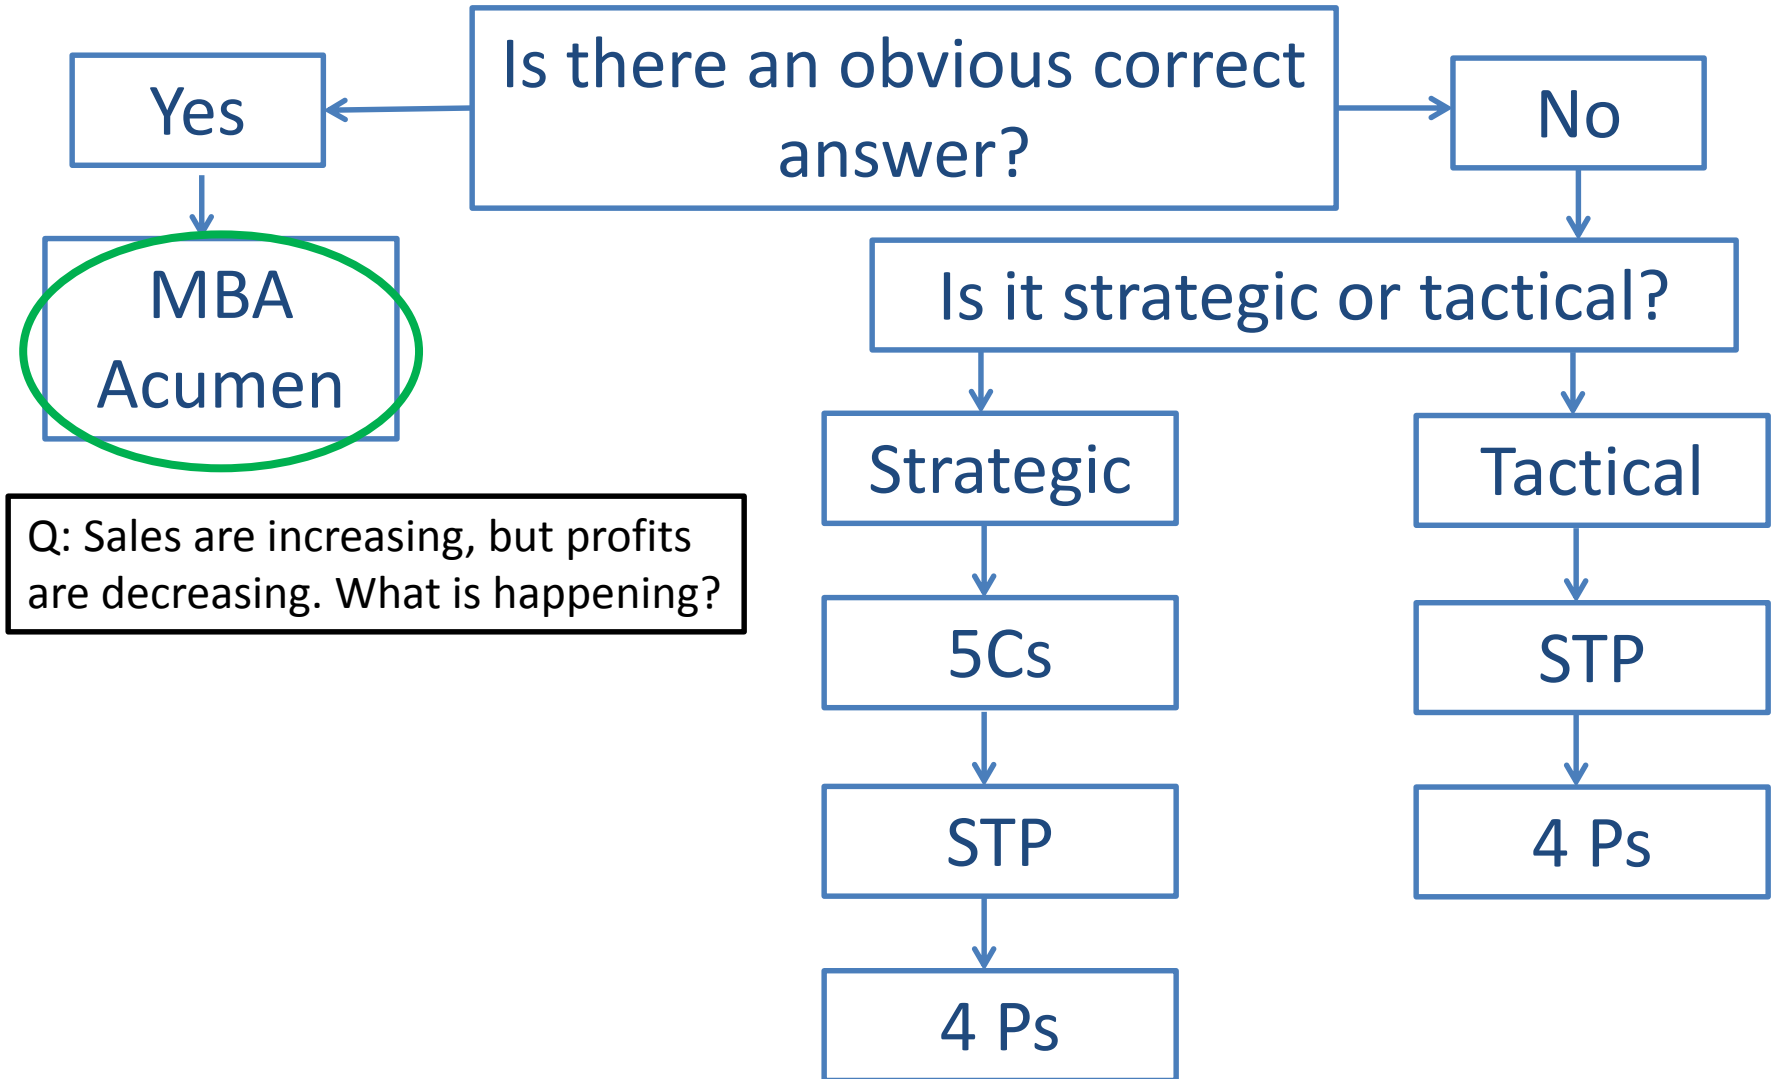 Is there an obvious correct
answer?
Yes
No
MBA
Acumen
Is it strategic or tactical?
Strategic
Tactical
Q: Sales are increasing, but profits
are decreasing. What is happening?
5Cs
STP
STP
4 Ps
4 Ps